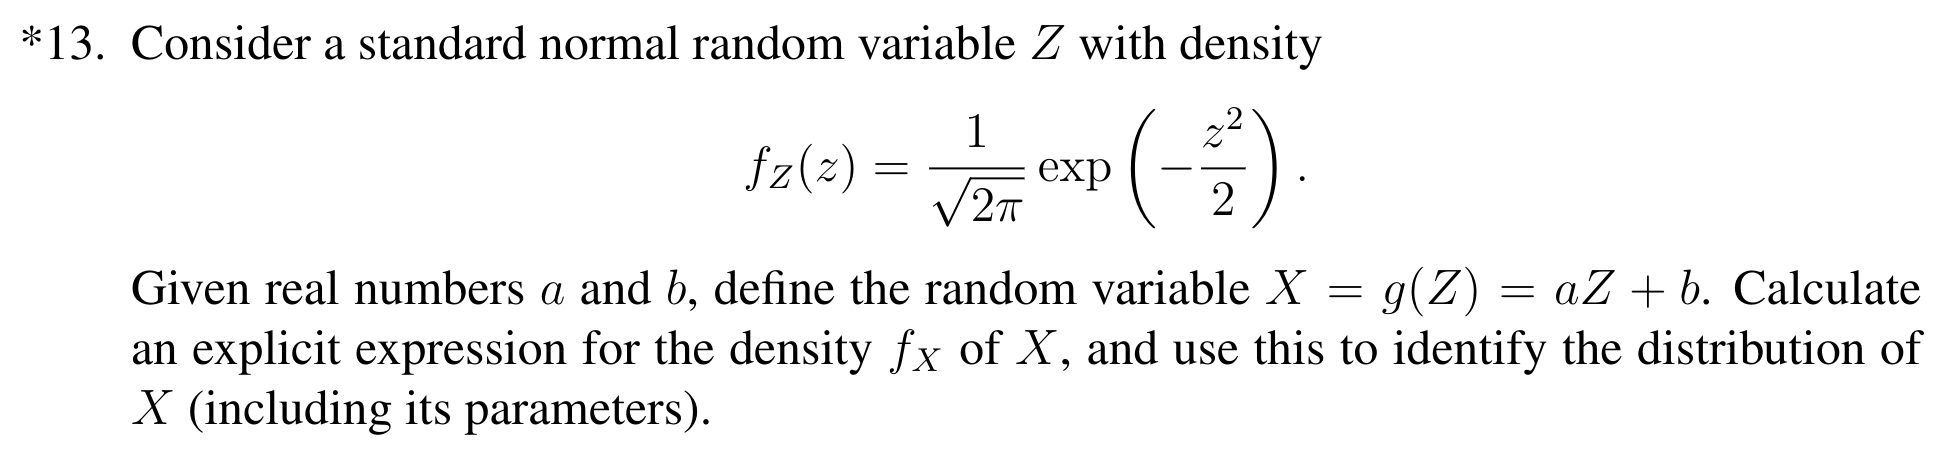 *13. Consider a standard normal random variable Z with density
f_Z(z) = \frac{1}{\sqrt{2\pi}} \exp\left(-\frac{z^2}{2}\right).
Given real numbers a and b, define the random variable X = g(Z) = aZ + b. Calculate
an explicit expression for the density f_X of X, and use this to identify the distribution of
X (including its parameters).